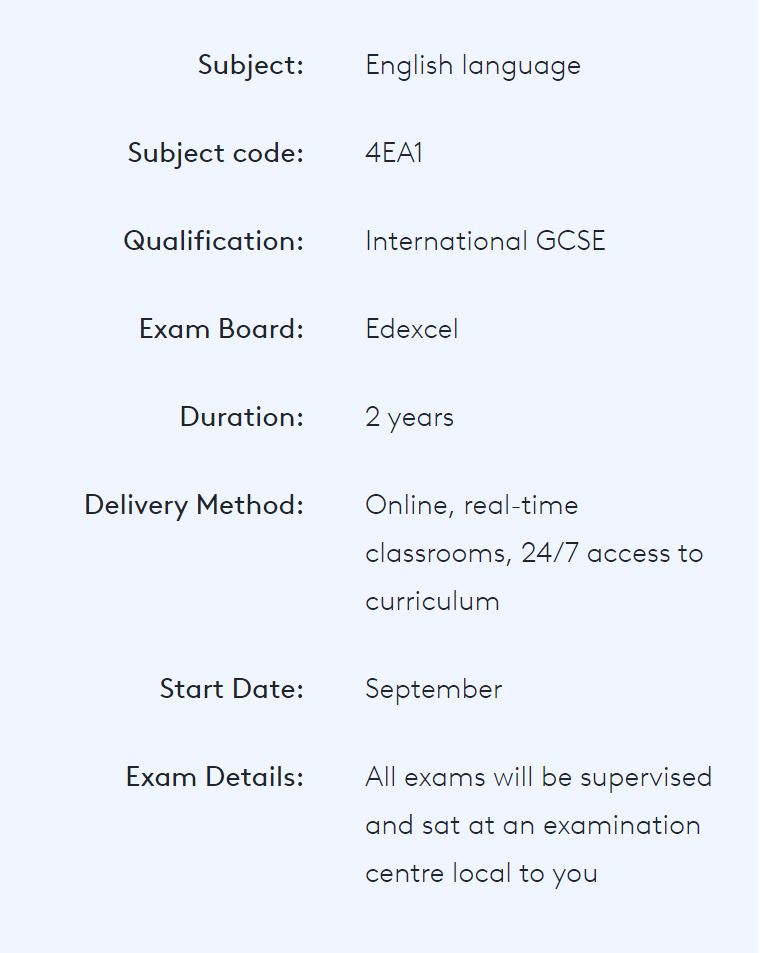 Subject: English language
Subject code: 4EA1
Qualification: International GCSE
Exam Board: Edexcel
Duration: 2 years
Delivery Method: Online, real-time
classrooms, 24/7 access to
curriculum
Start Date: September
Exam Details: All exams will be supervised
and sat at an examination
centre local to you